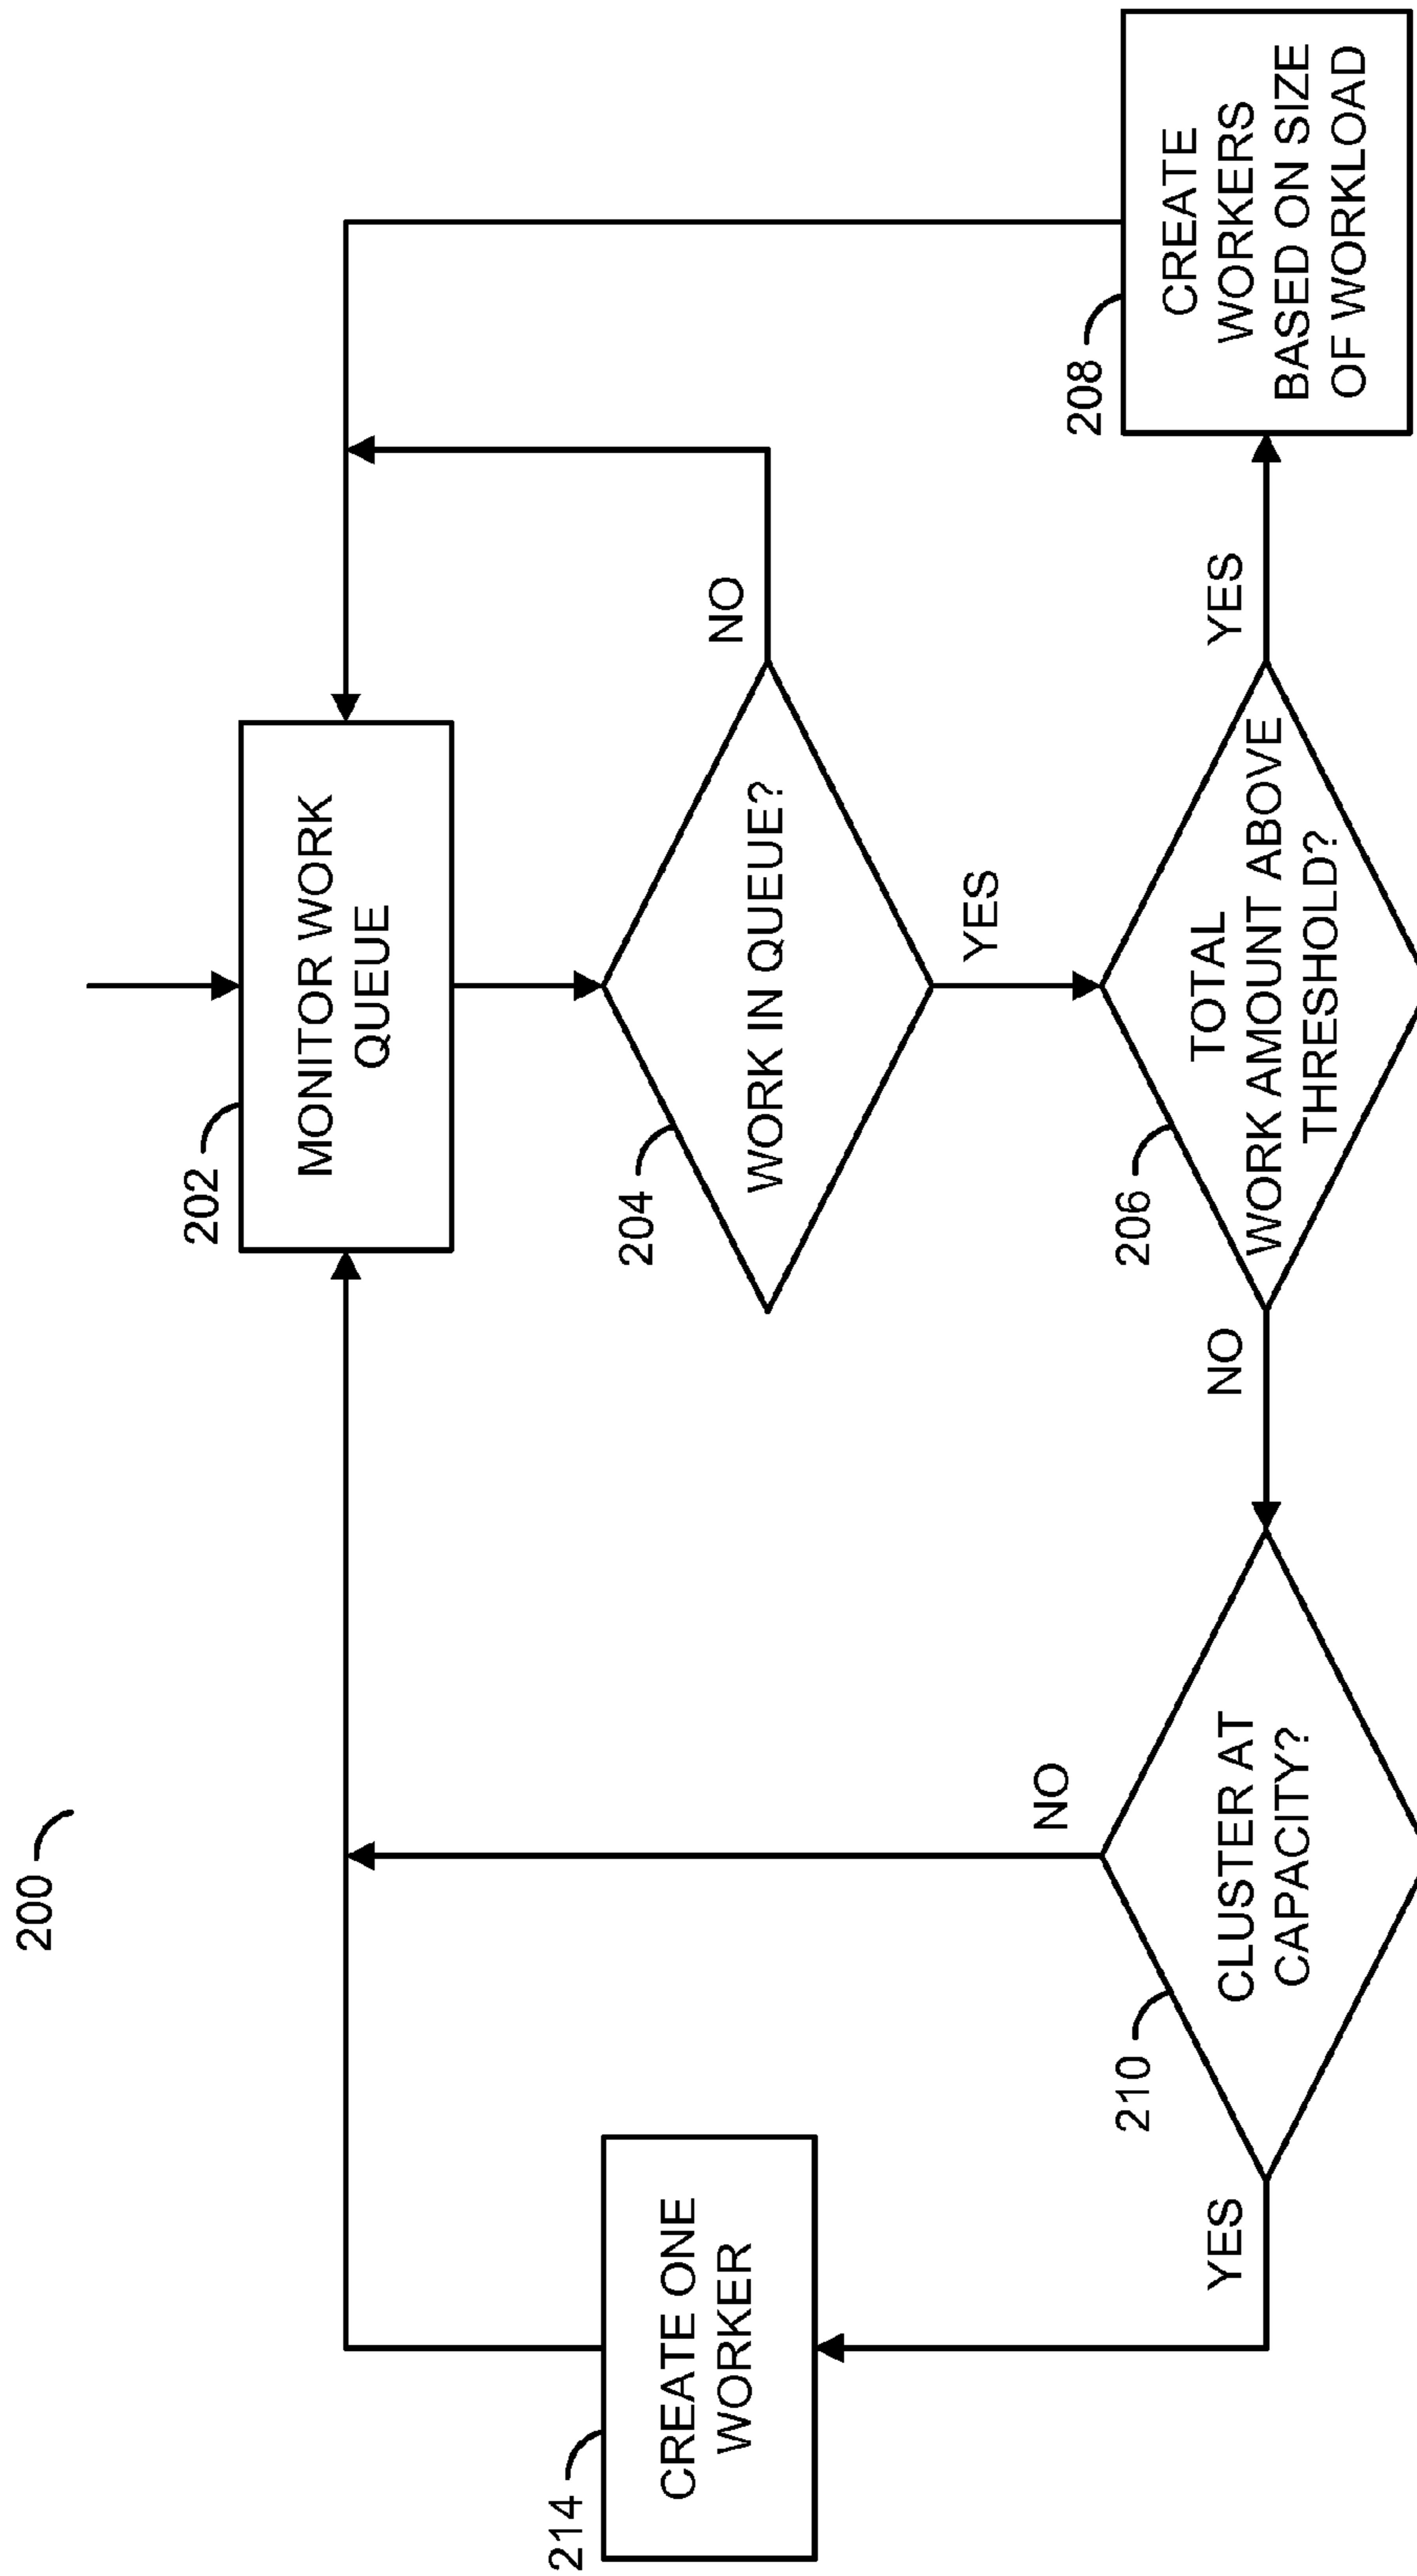 200
202
MONITOR WORK
QUEUE
204
WORK IN QUEUE?
NO
YES
206
TOTAL
WORK AMOUNT ABOVE
THRESHOLD?
YES
NO
208
CREATE
WORKERS
BASED ON SIZE
OF WORKLOAD
210
CLUSTER AT
CAPACITY?
NO
YES
214
CREATE ONE
WORKER